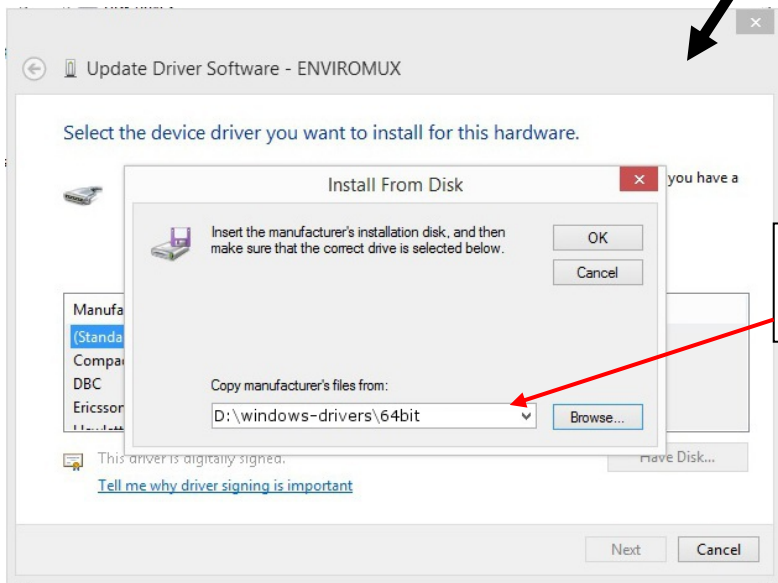 Update Driver Software - ENVIROMUX
Select the device driver you want to install for this hardware.
you have a
Install From Disk
Insert the manufacturer's installation disk, and then
make sure that the correct drive is selected below.
OK
Cancel
Manufa
(Standa
Compa
DBC
Ericsson
Copy manufacturer's files from:
D:\windows-drivers\64bit
Browse...
This driver is digitally signed.
Have Disk...
Tell me why driver signing is important
Next
Cancel